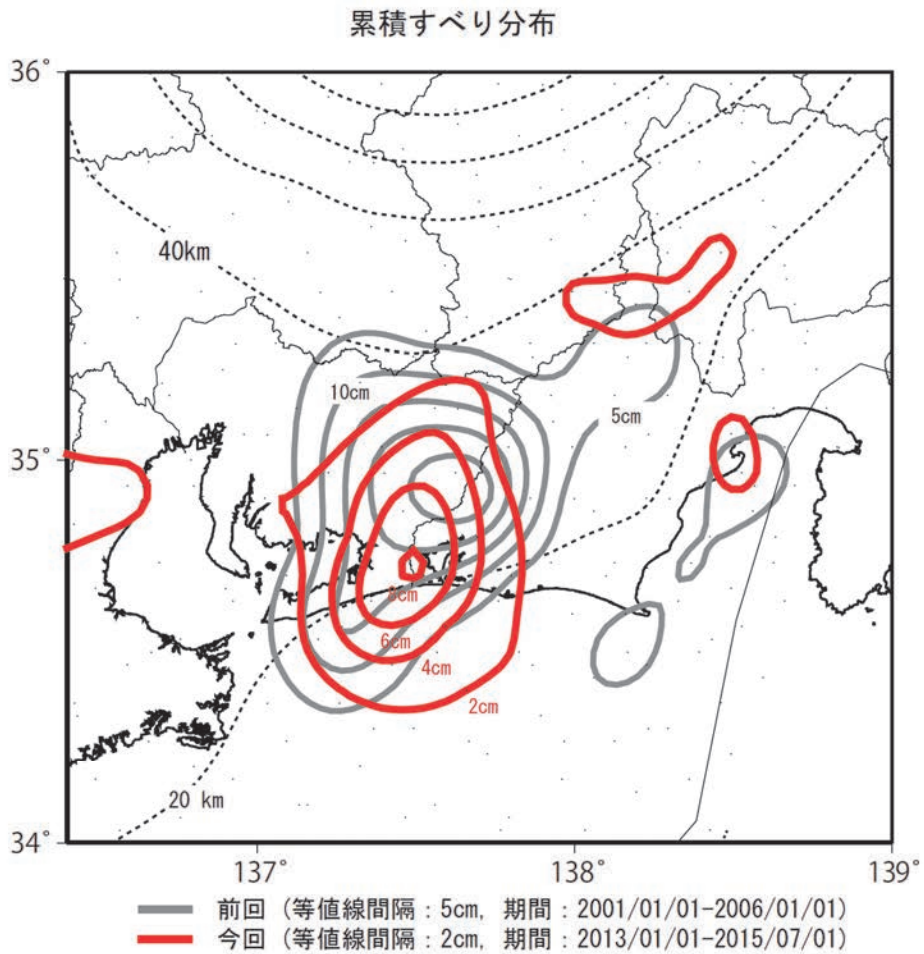 累積すべり分布
36°
40km
10cm
5cm
35°
8cm
6cm
4cm
2cm
20 km
34°
137°
138°
139°
前回 (等値線間隔：5cm, 期間：2001/01/01-2006/01/01)
今回 (等値線間隔：2cm, 期間：2013/01/01-2015/07/01)